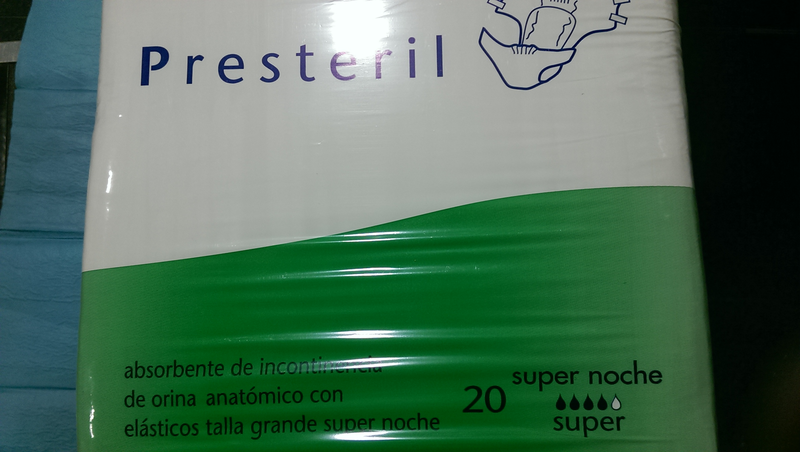 Presteril
absorbente de incontinencia
de orina anatómico con
elásticos talla grande super noche
20
super noche
super